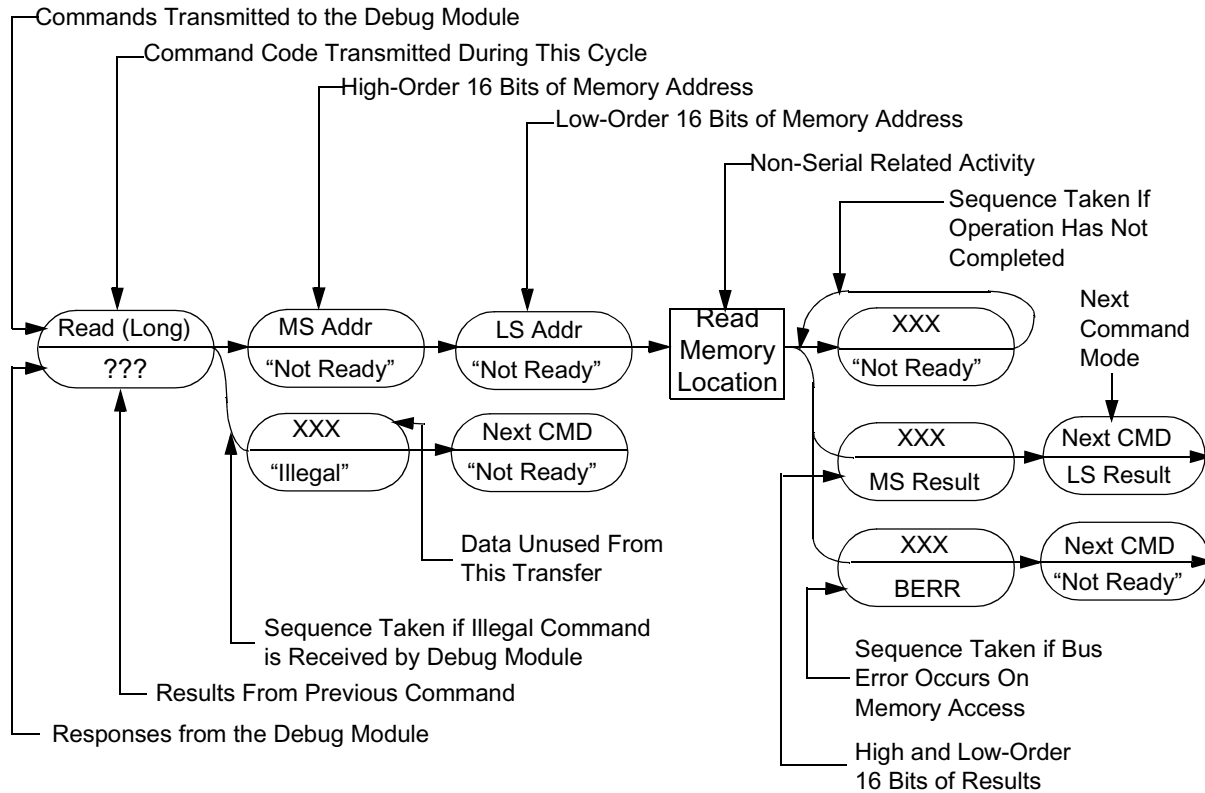 Commands Transmitted to the Debug Module
Command Code Transmitted During This Cycle
High-Order 16 Bits of Memory Address
Low-Order 16 Bits of Memory Address
Non-Serial Related Activity
Sequence Taken If
Operation Has Not
Completed
Next
Command
Mode
Read (Long)
???
MS Addr
“Not Ready”
LS Addr
“Not Ready”
Read
Memory
Location
XXX
“Not Ready”
XXX
“Illegal”
Next CMD
“Not Ready”
XXX
MS Result
Next CMD
LS Result
XXX
BERR
Next CMD
“Not Ready”
Data Unused From
This Transfer
Sequence Taken if Illegal Command
is Received by Debug Module
Results From Previous Command
Responses from the Debug Module
Sequence Taken if Bus
Error Occurs On
Memory Access
High and Low-Order
16 Bits of Results